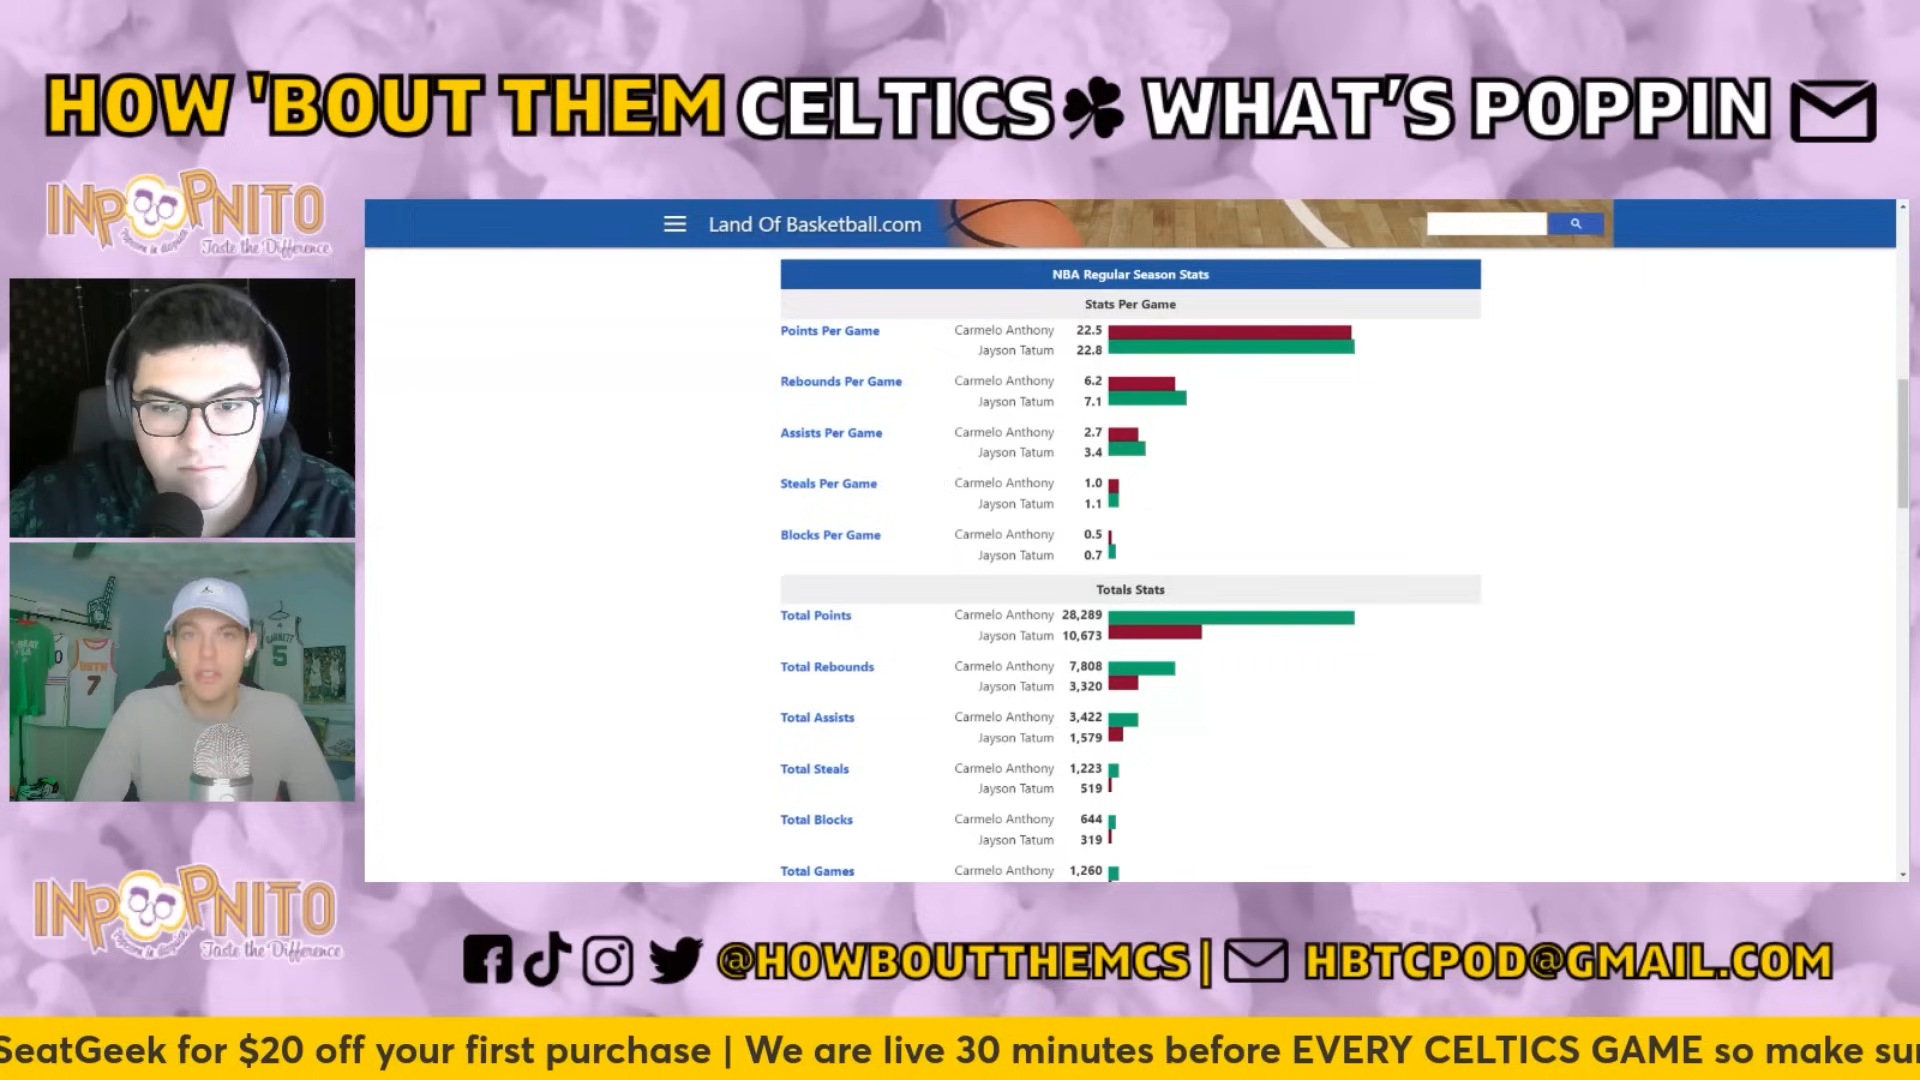 HOW 'BOUT THEM CELTICS WHAT'S POPPIN
INPOPNITO
Taste the Difference
Land Of Basketball.com
NBA Regular Season Stats
Stats Per Game
Points Per Game Carmelo Anthony 22.5
Jayson Tatum 22.8
Rebounds Per Game Carmelo Anthony 6.2
Jayson Tatum 7.1
Assists Per Game Carmelo Anthony 2.7
Jayson Tatum 3.4
Steals Per Game Carmelo Anthony 1.0
Jayson Tatum 1.1
Blocks Per Game Carmelo Anthony 0.5
Jayson Tatum 0.7
Totals Stats
Total Points Carmelo Anthony 28,289
Jayson Tatum 10,673
Total Rebounds Carmelo Anthony 7,808
Jayson Tatum 3,320
Total Assists Carmelo Anthony 3,422
Jayson Tatum 1,579
Total Steals Carmelo Anthony 1,223
Jayson Tatum 519
Total Blocks Carmelo Anthony 644
Jayson Tatum 319
Total Games Carmelo Anthony 1,260
GARNETT
5
0
7
INPOPNITO
Taste the Difference
@HOWBOUTTHEMCS | HBTCPOD@GMAIL.COM
SeatGeek for $20 off your first purchase | We are live 30 minutes before EVERY CELTICS GAME so make su